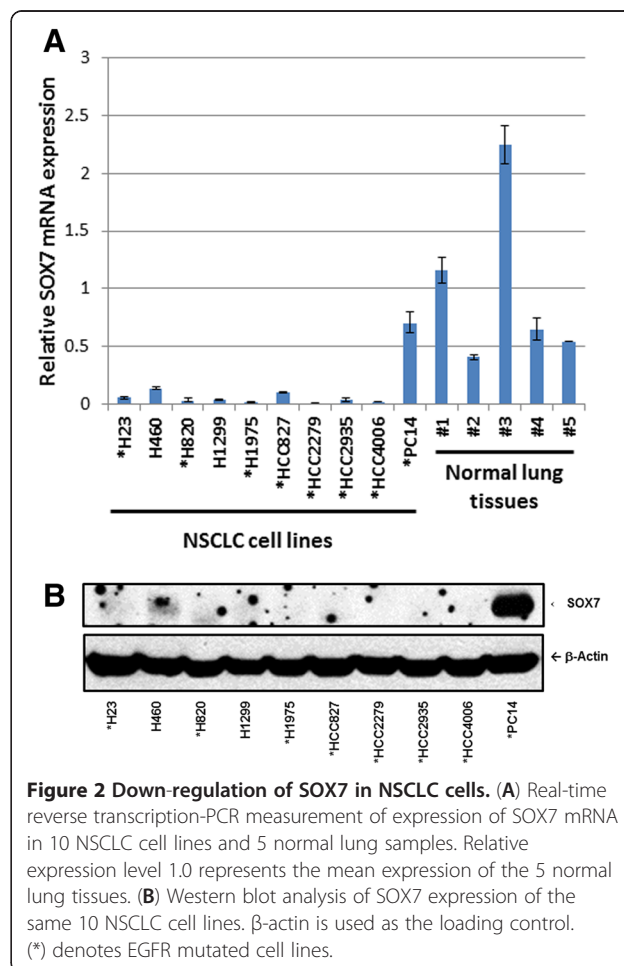 A
Relative SOX7 mRNA expression
3
2.5
2
1.5
1
0.5
0
*H23
H460
*H820
H1299
*H1975
*HCC827
*HCC2279
*HCC2935
*HCC4006
*PC14
#1
#2
#3
#4
#5
NSCLC cell lines
Normal lung
tissues
B
SOX7
← β-Actin
*H23
H460
*H820
H1299
*H1975
*HCC827
*HCC2279
*HCC2935
*HCC4006
*PC14
Figure 2 Down-regulation of SOX7 in NSCLC cells. (A) Real-time
reverse transcription-PCR measurement of expression of SOX7 mRNA
in 10 NSCLC cell lines and 5 normal lung samples. Relative
expression level 1.0 represents the mean expression of the 5 normal
lung tissues. (B) Western blot analysis of SOX7 expression of the
same 10 NSCLC cell lines. β-actin is used as the loading control.
(*) denotes EGFR mutated cell lines.